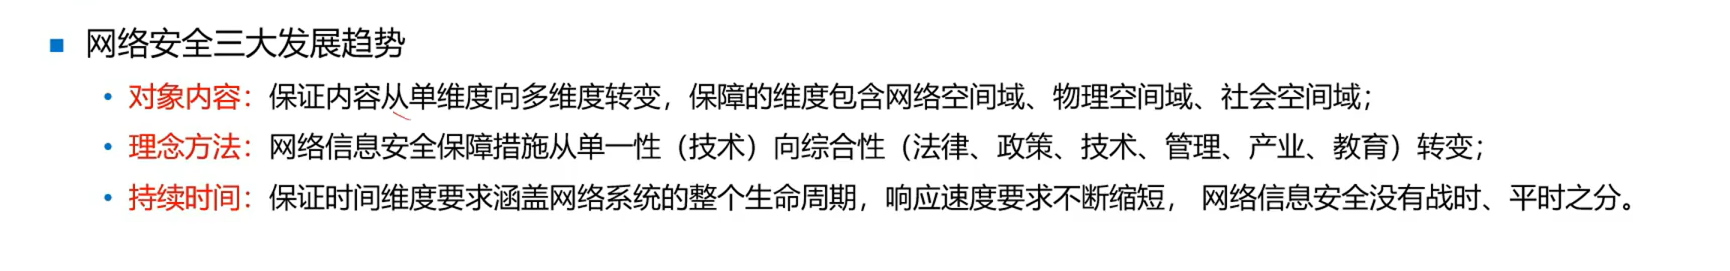 ■ 网络安全三大发展趋势
• 对象内容：保证内容从单维度向多维度转变，保障的维度包含网络空间域、物理空间域、社会空间域；
• 理念方法：网络信息安全保障措施从单一性（技术）向综合性（法律、政策、技术、管理、产业、教育）转变；
• 持续时间：保证时间维度要求涵盖网络系统的整个生命周期，响应速度要求不断缩短， 网络信息安全没有战时、平时之分。